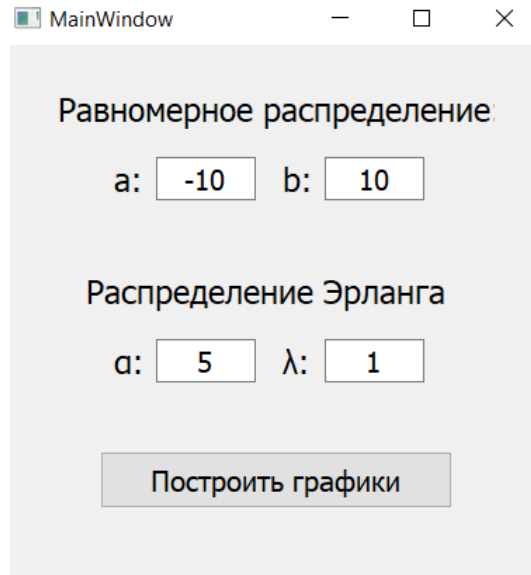 MainWindow
Равномерное распределение:
a: -10 b: 10
Распределение Эрланга
α: 5 λ: 1
Построить графики